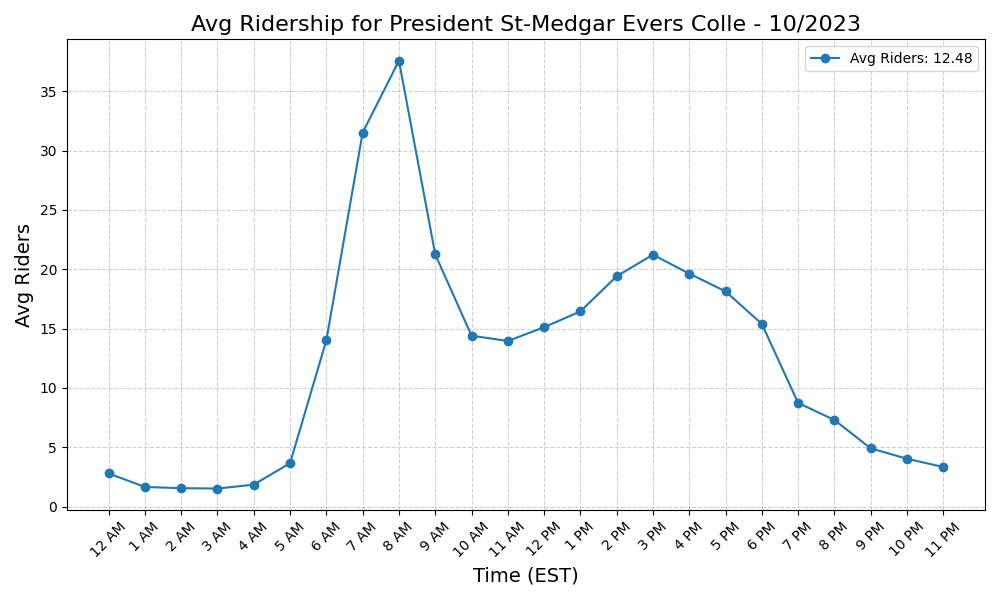 Avg Ridership for President St-Medgar Evers Colle - 10/2023
Avg Riders: 12.48
Avg Riders
35
30
25
20
15
10
5
0
12 AM
1 AM
2 AM
3 AM
4 AM
5 AM
6 AM
7 AM
8 AM
9 AM
10 AM
11 AM
12 PM
1 PM
2 PM
3 PM
4 PM
5 PM
6 PM
7 PM
8 PM
9 PM
10 PM
11 PM
Time (EST)